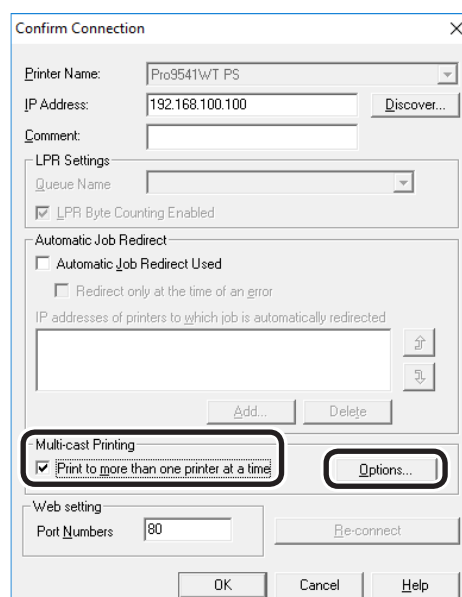 Confirm Connection
Printer Name: Pro9541WT PS
IP Address: 192.168.100.100 Discover...
Comment:
LPR Settings
Queue Name
LPR Byte Counting Enabled
Automatic Job Redirect
Automatic Job Redirect Used
Redirect only at the time of an error
IP addresses of printers to which job is automatically redirected
Add... Delete
Multi-cast Printing
Print to more than one printer at a time Options...
Web setting
Port Numbers 80 Re-connect
OK Cancel Help